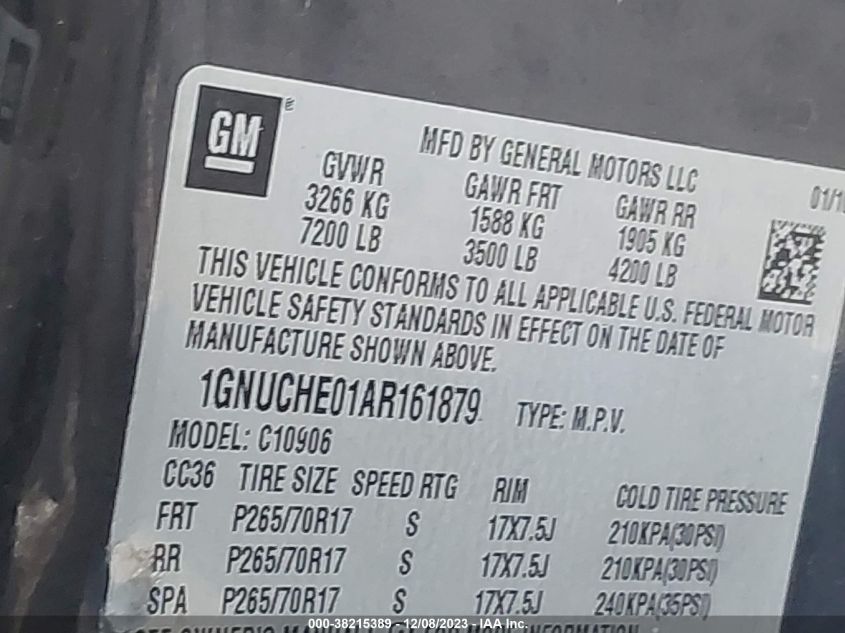 GM
MFD BY GENERAL MOTORS LLC
GVWR GAWR FRT GAWR RR
3266 KG 1588 KG 1905 KG
7200 LB 3500 LB 4200 LB
THIS VEHICLE CONFORMS TO ALL APPLICABLE U.S. FEDERAL MOTOR
VEHICLE SAFETY STANDARDS IN EFFECT ON THE DATE OF
MANUFACTURE SHOWN ABOVE.
1GNUCHE01AR161879 TYPE: M.P.V.
MODEL: C10906
CC36 TIRE SIZE SPEED RTG RIM COLD TIRE PRESSURE
FRT P265/70R17 S 17X7.5J 210KPA(30PSI)
RR P265/70R17 S 17X7.5J 210KPA(30PSI)
SPA P265/70R17 S 17X7.5J 240KPA(35PSI)
OWNER'S FOR MORE INFORMATION
000-38215389 - 12/08/2023 - IAA Inc.